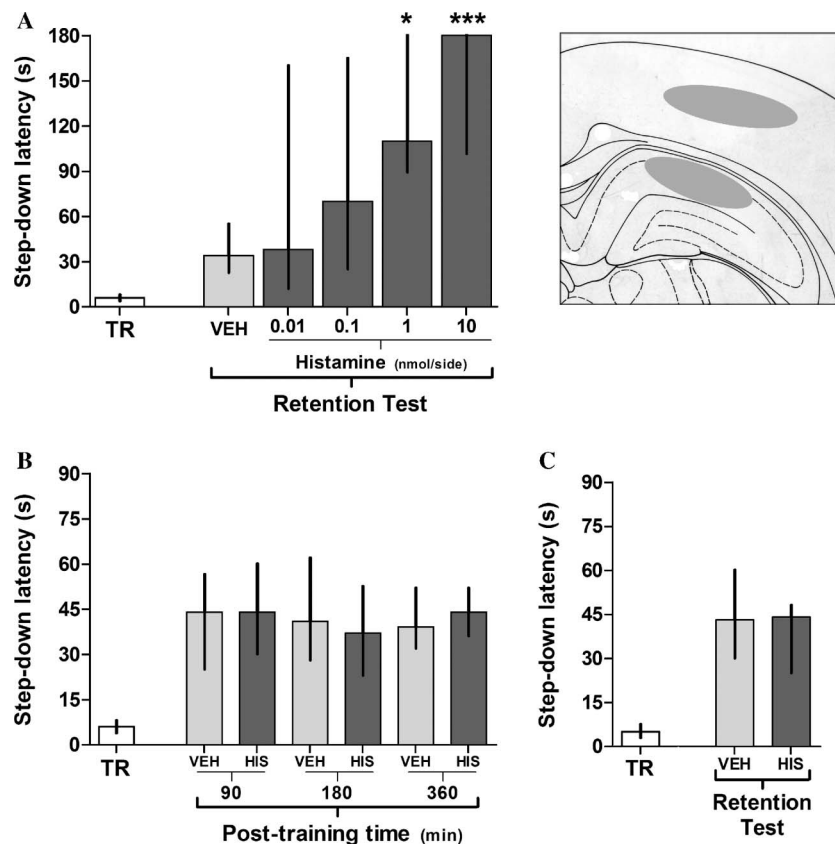 A
Step-down latency (s)
180
150
120
90
60
30
0
* ***
TR VEH 0.01 0.1 1 10
Histamine (nmol/side)
Retention Test
B
Step-down latency (s)
90
75
60
45
30
15
0
TR
VEH HIS VEH HIS VEH HIS
90 180 360
Post-training time (min)
C
Step-down latency (s)
90
75
60
45
30
15
0
TR
VEH HIS
Retention
Test